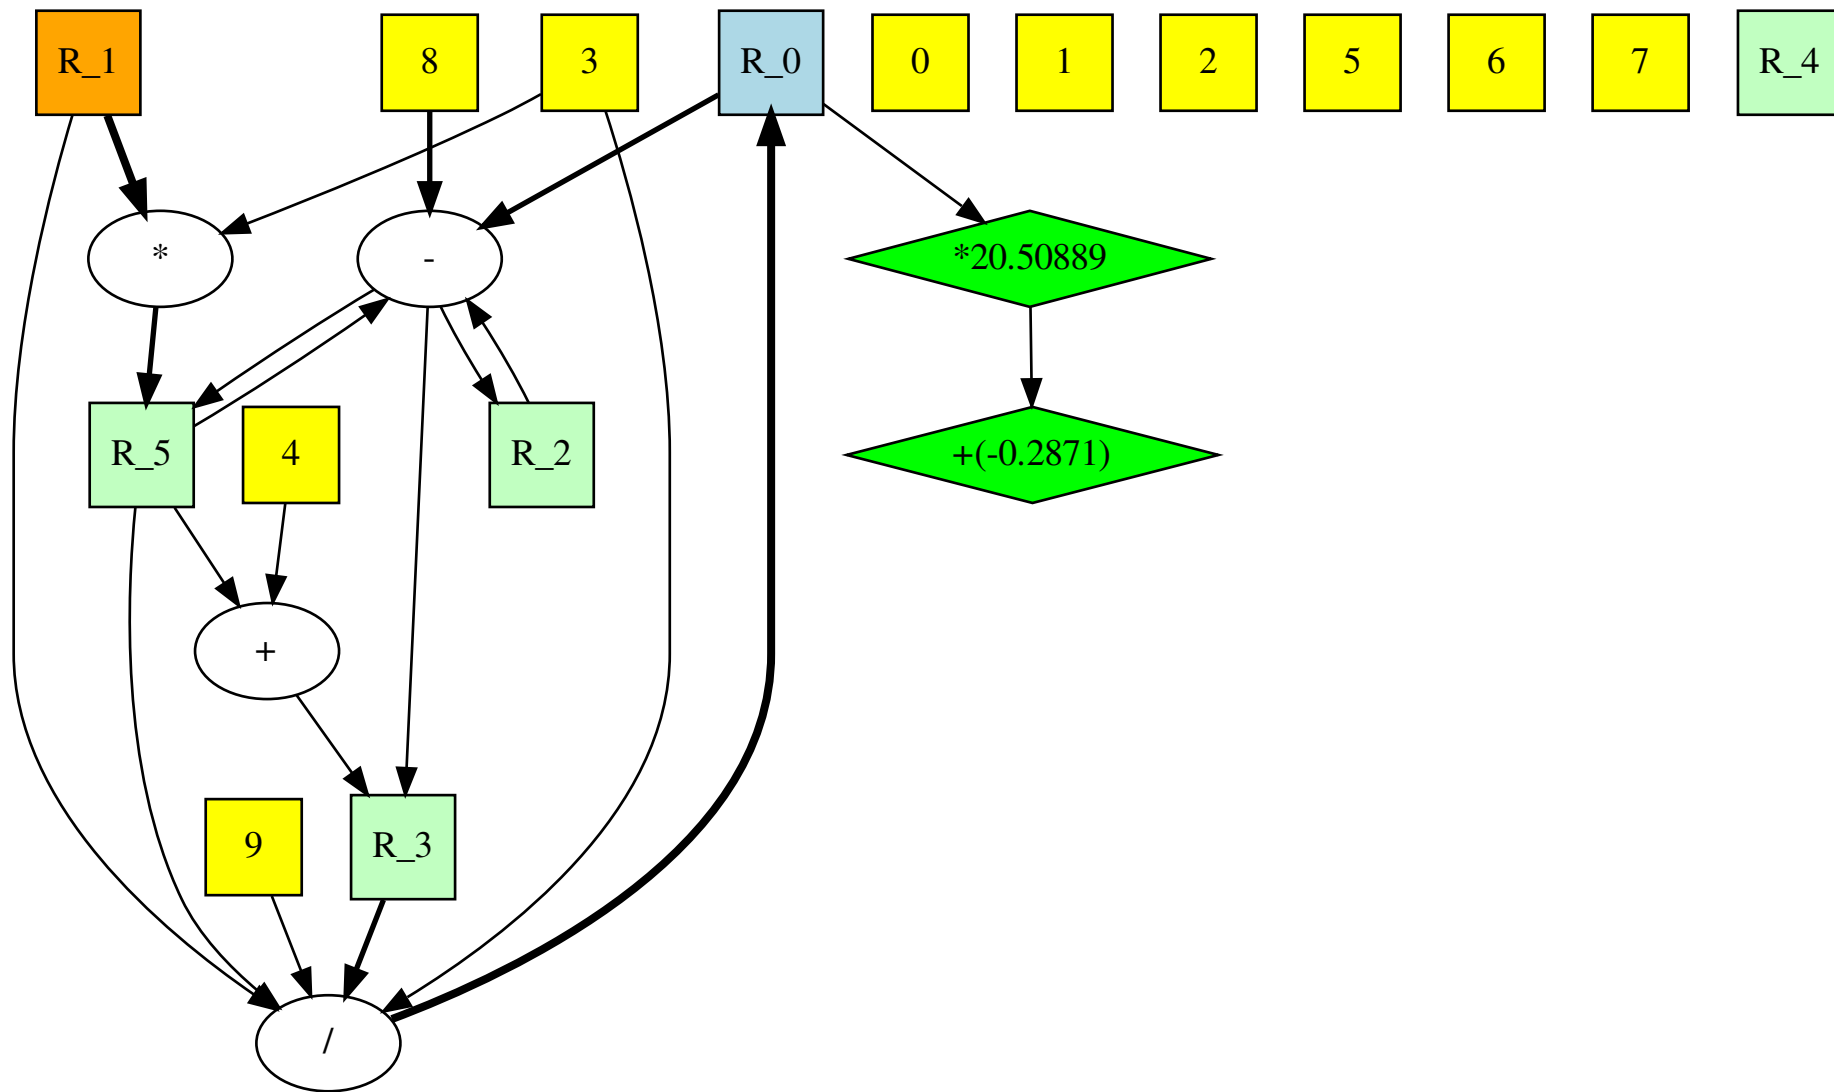 R_1 8 3 R_0 0 1 2 5 6 7 R_4
* - *20.50889
R_5 4 R_2 +(-0.2871)
+
9 R_3
/